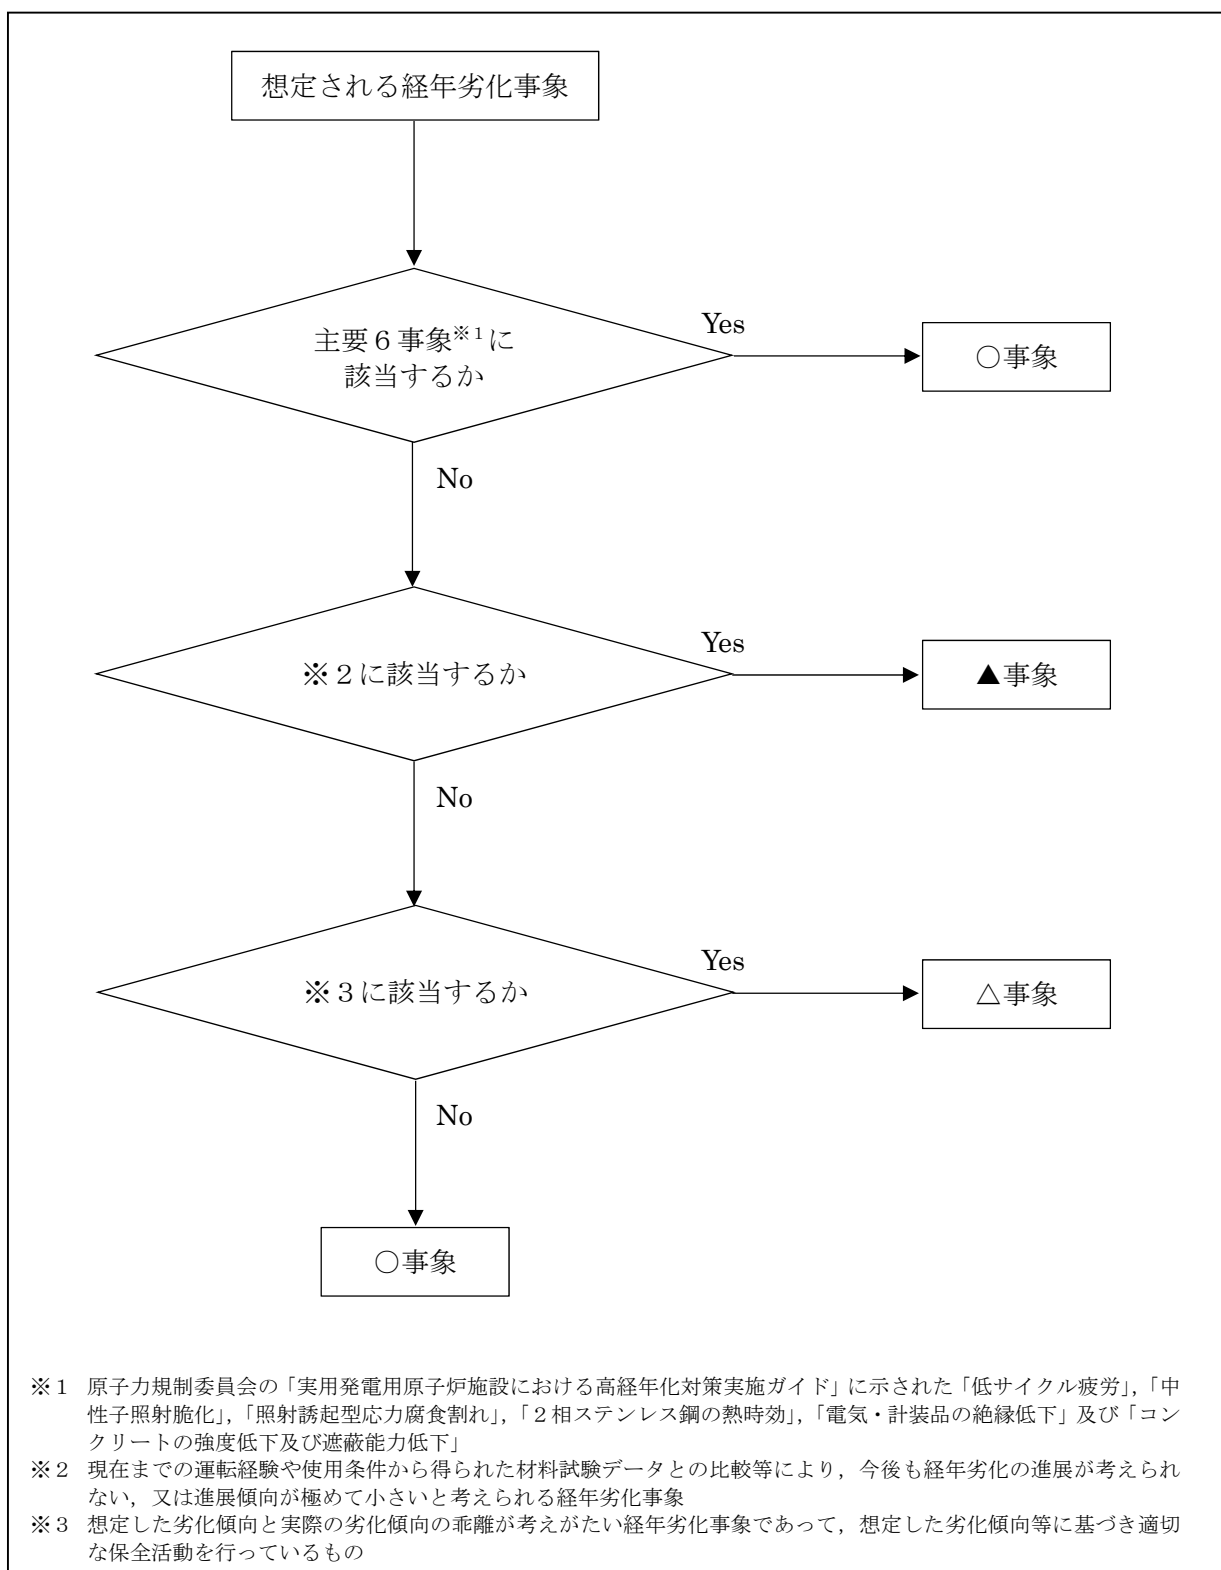 想定される経年劣化事象
主要6事象※1に
該当するか
Yes
○事象
No
※2に該当するか
Yes
▲事象
No
※3に該当するか
Yes
△事象
No
○事象
※1 原子力規制委員会の「実用発電用原子炉施設における高経年化対策実施ガイド」に示された「低サイクル疲労」,「中
性子照射脆化」,「照射誘起型応力腐食割れ」,「2相ステンレス鋼の熱時効」,「電気・計装品の絶縁低下」及び「コン
クリートの強度低下及び遮蔽能力低下」
※2 現在までの運転経験や使用条件から得られた材料試験データとの比較等により,今後も経年劣化の進展が考えられ
ない,又は進展傾向が極めて小さいと考えられる経年劣化事象
※3 想定した劣化傾向と実際の劣化傾向の乖離が考えがたい経年劣化事象であって,想定した劣化傾向等に基づき適切
な保全活動を行っているもの